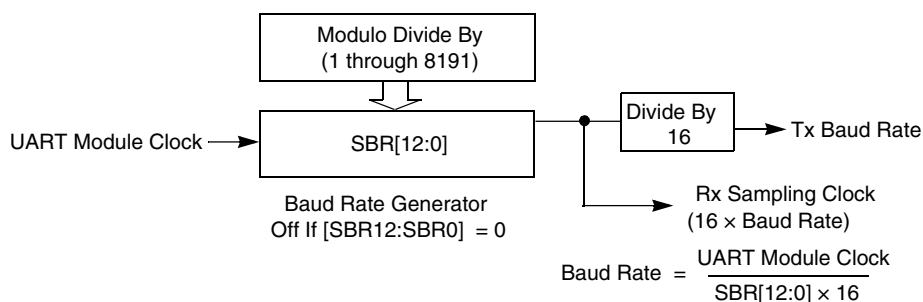 Modulo Divide By
(1 through 8191)
UART Module Clock
SBR[12:0]
Divide By
16
Tx Baud Rate
Baud Rate Generator
Off If [SBR12:SBR0] = 0
Rx Sampling Clock
(16 × Baud Rate)
Baud Rate = UART Module Clock
SBR[12:0] × 16